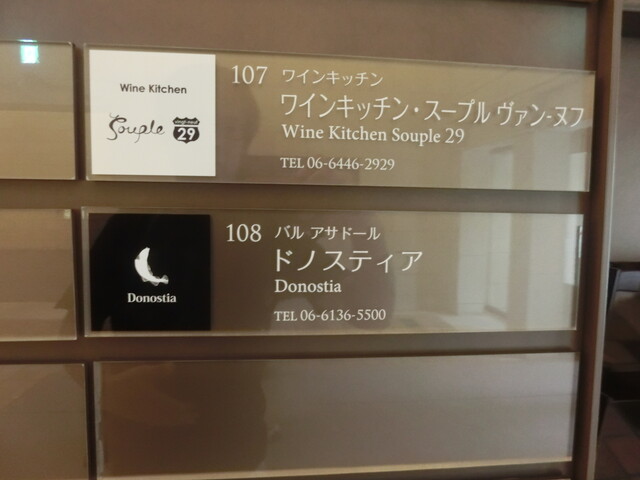 Wine Kitchen
Souple
29
107 ワインキッチン
ワインキッチン・スープル ヴァン-ヌフ
Wine Kitchen Souple 29
TEL 06-6446-2929
Donostia
108 バル アサドール
ドノスティア
Donostia
TEL 06-6136-5500